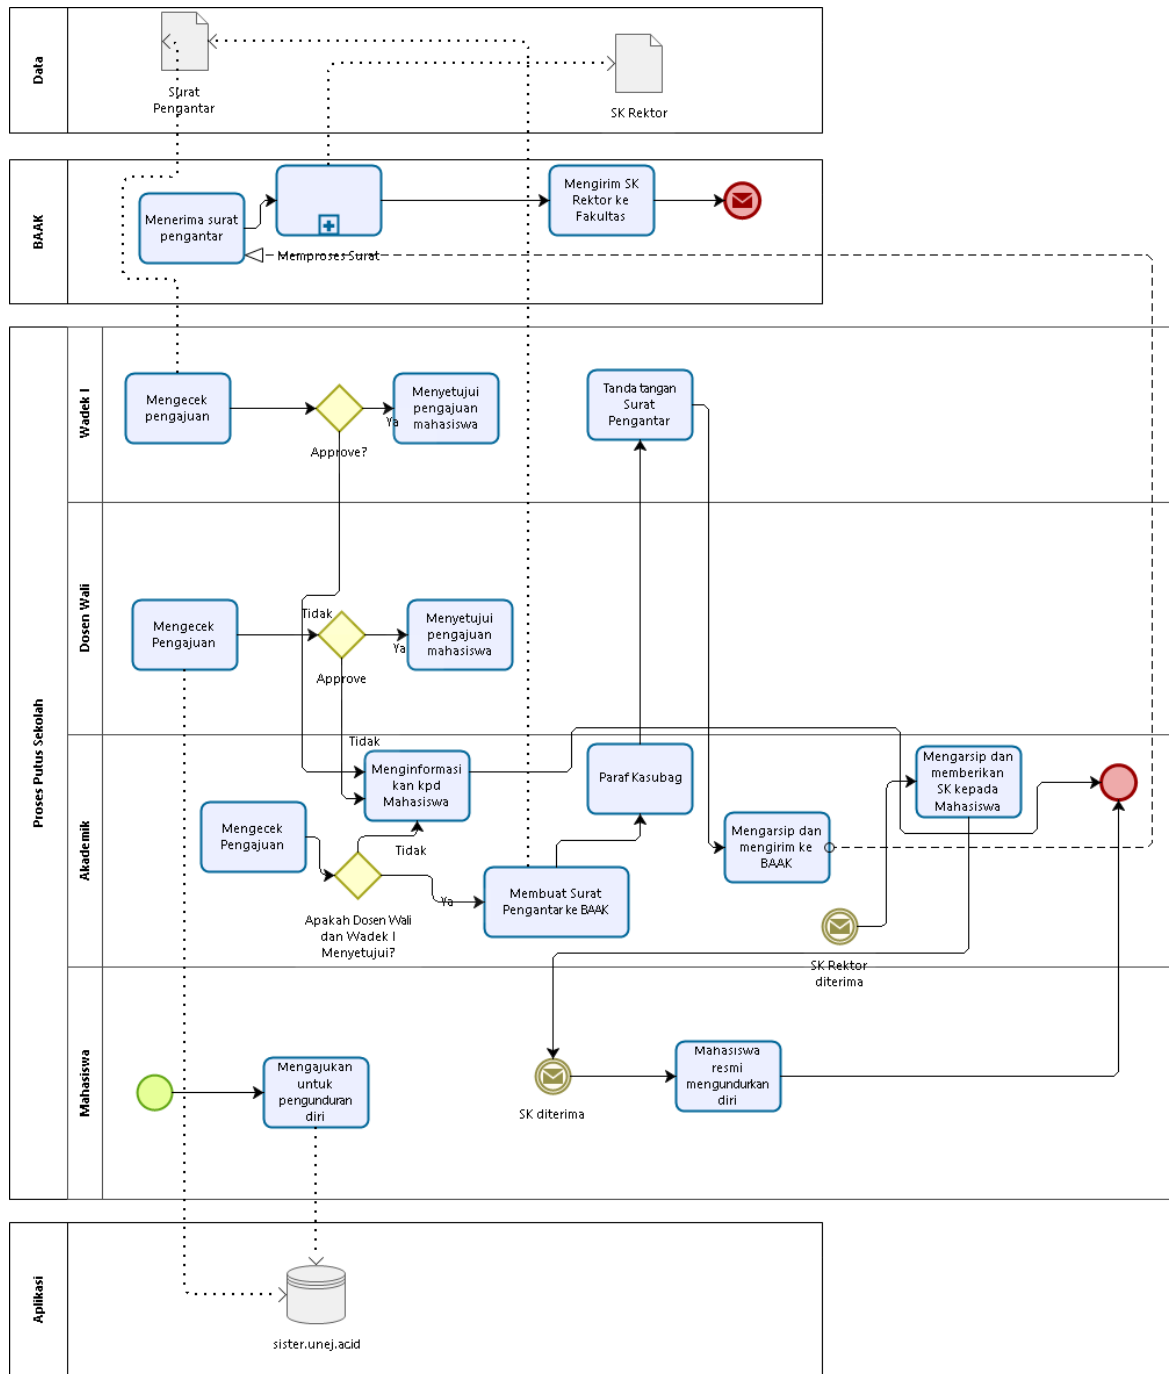 Data
Surat
Pengantar
SK Rektor
BAAK
Menerima surat
pengantar
Memproses Surat
Mengirim SK
Rektor ke
Fakultas
Proses Putus Sekolah
Wadek I
Mengecek
pengajuan
Approve?
Ya
Menyetujui
pengajuan
mahasiswa
Tanda tangan
Surat
Pengantar
Dosen Wali
Mengecek
Pengajuan
Tidak
Approve
Ya
Menyetujui
pengajuan
mahasiswa
Akademik
Tidak
Menginformasi
kan kpd
Mahasiswa
Mengecek
Pengajuan
Tidak
Apakah Dosen Wali
dan Wadek I
Menyetujui?
Ya
Membuat Surat
Pengantar ke BAAK
Paraf Kasubag
Mengarsip dan
mengirim ke
BAAK
Mengarsip dan
memberikan
SK kepada
Mahasiswa
SK Rektor
diterima
Mahasiswa
Mengajukan
untuk
pengunduran
diri
SK diterima
Mahasiswa
resmi
mengundurkan
diri
Aplikasi
sister.unej.acid